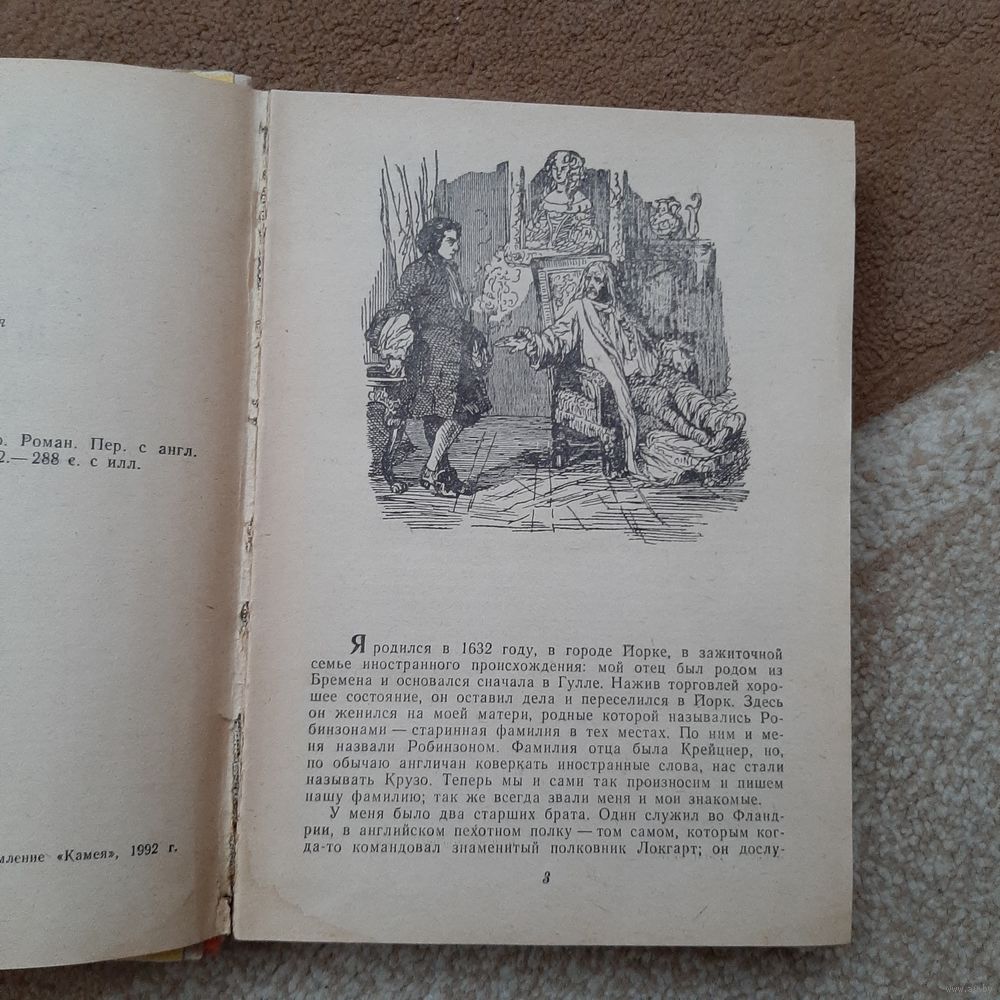 о. Роман. Пер. с англ.
2.— 288 с. с илл.
мление «Камея», 1992 г.
Я родился в 1632 году, в городе Йорке, в зажиточной
семье иностранного происхождения: мой отец был родом из
Бремена и основался сначала в Гулле. Нажив торговлей хоро-
шее состояние, он оставил дела и переселился в Йорк. Здесь
он женился на моей матери, родные которой назывались Ро-
бинзонами — старинная фамилия в тех местах. По ним и ме-
ня назвали Робинзоном. Фамилия отца была Крейцнер, но,
по обычаю англичан коверкать иностранные слова, нас стали
называть Крузо. Теперь мы и сами так произносим и пишем
нашу фамилию; так же всегда звали меня и мои знакомые.
У меня было два старших брата. Один служил во Фланд-
рии, в английском пехотном полку — том самом, которым ког-
да-то командовал знаменитый полковник Локгарт; он дослу-
3